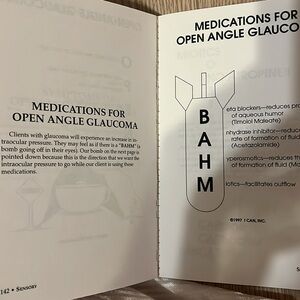 MEDICATIONS FOR
OPEN ANGLE GLAUCOMA
Clients with glaucoma will experience an increase in in-
traocular pressure. They may feel as if there is a "BAHM" (a
bomb going off in their eyes). Our bomb on the next page is
pointed down because this is the direction that we want the
intraocular pressure to go while our client is using these
medications.
142 • SENSORY
MEDICATIONS FOR
OPEN ANGLE GLAUCO
B
eta blockers–reduces pro
of aqueous humor
(Timolol Maleate)
A
nhydrase inhibitor–reduce
rate of formation of fluid
(Acetazolamide)
H
yperosmotics–reduces th
of formation of fluid (Ma
M
iotics–facilitates outflow
©1997 I CAN, INC.